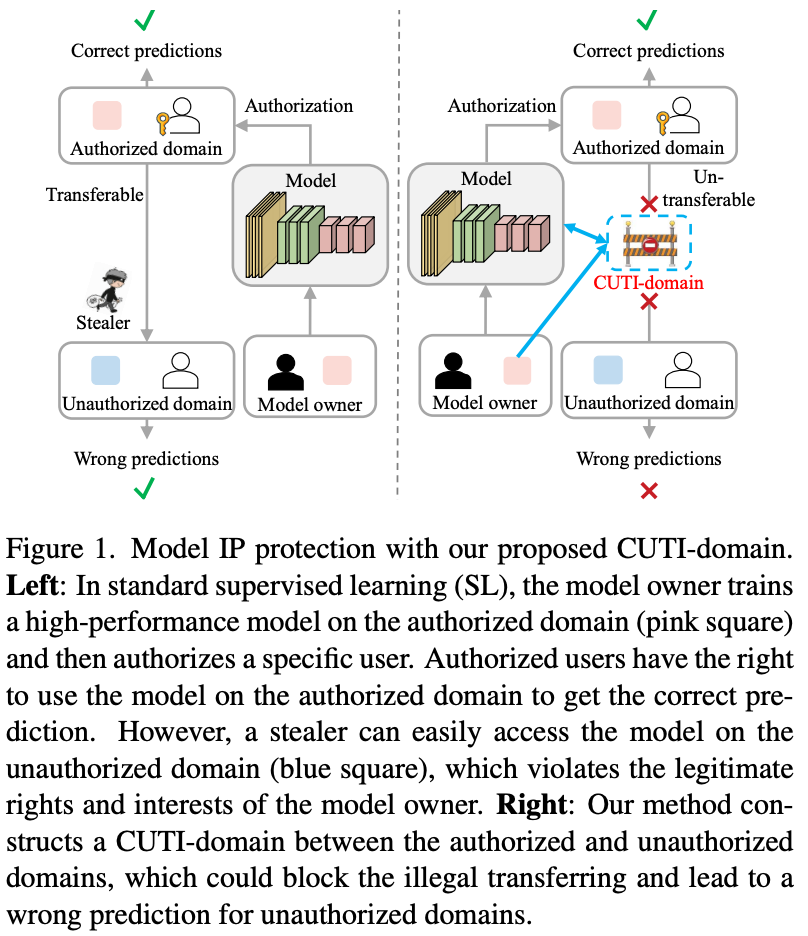 Correct predictions
Authorized domain
Authorization
Transferable
Model
Stealer
Unauthorized domain
Model owner
Wrong predictions
Correct predictions
Authorization
Authorized domain
Model
Un-
transferable
CUTI-domain
Model owner
Unauthorized domain
Wrong predictions
Figure 1. Model IP protection with our proposed CUTI-domain.
Left: In standard supervised learning (SL), the model owner trains
a high-performance model on the authorized domain (pink square)
and then authorizes a specific user. Authorized users have the right
to use the model on the authorized domain to get the correct pre-
diction. However, a stealer can easily access the model on the
unauthorized domain (blue square), which violates the legitimate
rights and interests of the model owner. Right: Our method con-
structs a CUTI-domain between the authorized and unauthorized
domains, which could block the illegal transferring and lead to a
wrong prediction for unauthorized domains.